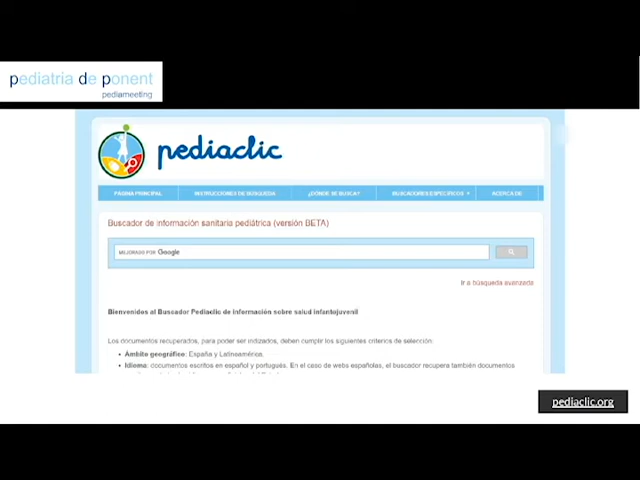 pediatria de ponent
pediameeting
pediaclic
PÁGINA PRINCIPAL
INSTRUCCIONES DE BÚSQUEDA
¿DÓNDE SE BUSCA?
BUSCADORES ESPECÍFICOS
ACERCA DE
Buscador de información sanitaria pediátrica (versión BETA)
MEJORADO POR Google
Ir a búsqueda avanzada
Bienvenidos al Buscador Pediaclic de información sobre salud infantojuvenil
Los documentos recuperados, para poder ser indizados, deben cumplir los siguientes criterios de selección:
• Ámbito geográfico: España y Latinoamérica.
• Idioma: documentos escritos en español y portugués. En el caso de webs españolas, el buscador recupera también documentos
pediaclic.org